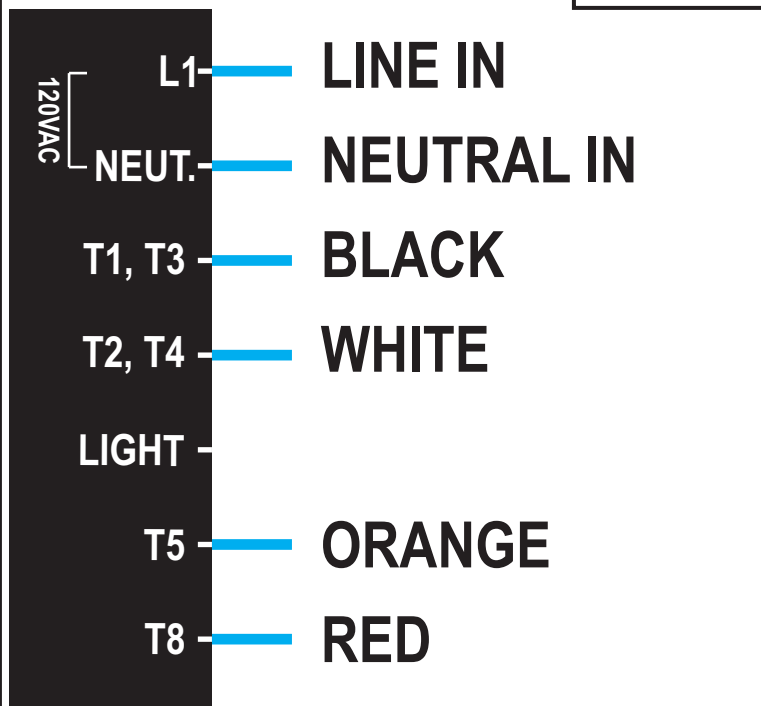 L1 LINE IN
120VAC
NEUT. NEUTRAL IN
T1, T3 BLACK
T2, T4 WHITE
LIGHT
T5 ORANGE
T8 RED